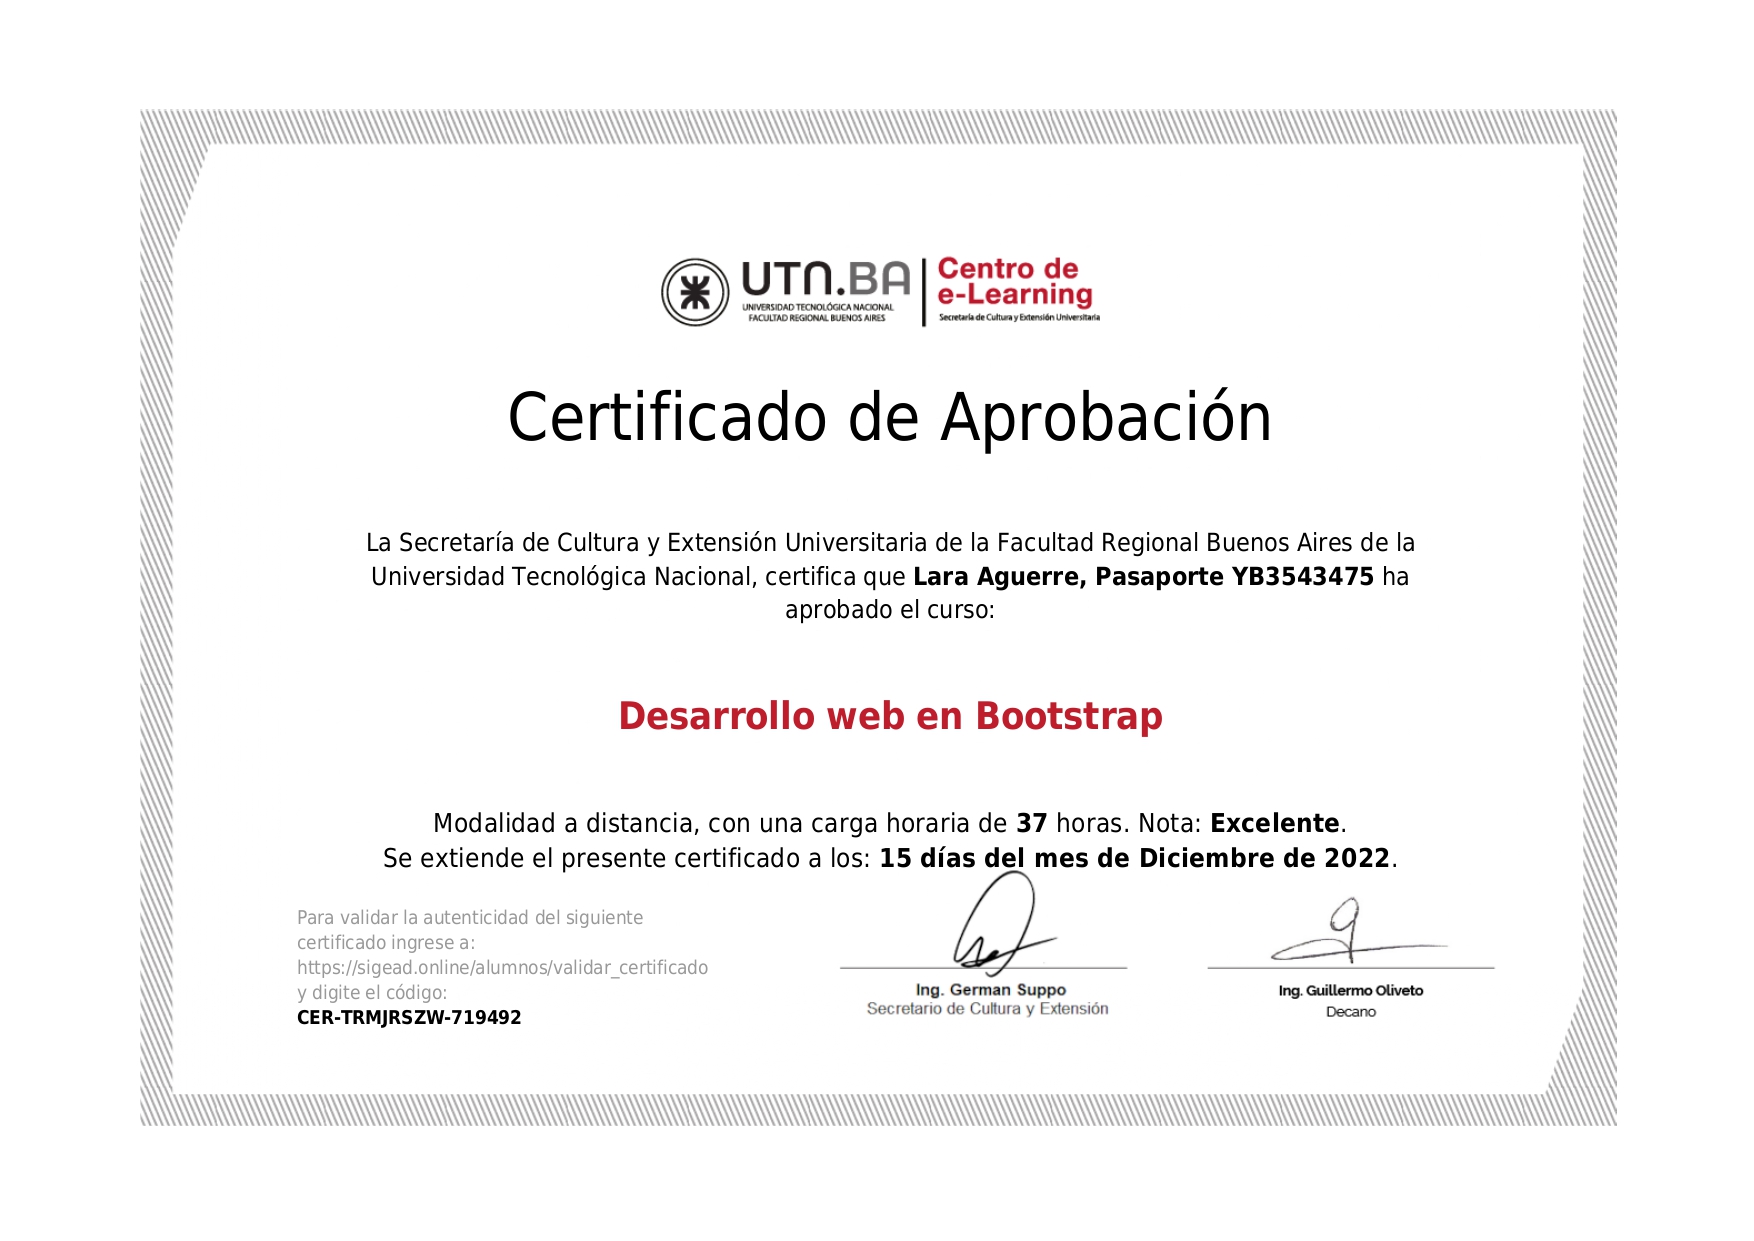 UTN.BA
UNIVERSIDAD TECNOLÓGICA NACIONAL
FACULTAD REGIONAL BUENOS AIRES
Centro de
e-Learning
Secretaría de Cultura y Extensión Universitaria
Certificado de Aprobación
La Secretaría de Cultura y Extensión Universitaria de la Facultad Regional Buenos Aires de la
Universidad Tecnológica Nacional, certifica que Lara Aguerre, Pasaporte YB3543475 ha
aprobado el curso:
Desarrollo web en Bootstrap
Modalidad a distancia, con una carga horaria de 37 horas. Nota: Excelente.
Se extiende el presente certificado a los: 15 días del mes de Diciembre de 2022.
Para validar la autenticidad del siguiente
certificado ingrese a:
https://sigead.online/alumnos/validar_certificado
y digite el código:
CER-TRMJRSZW-719492
Ing. German Suppo
Secretario de Cultura y Extensión
Ing. Guillermo Oliveto
Decano